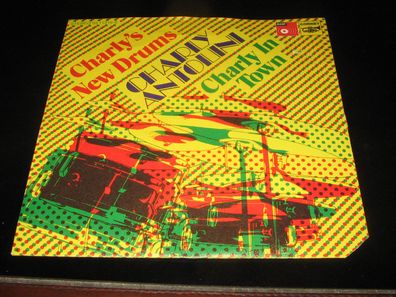 Charly's
New Drums
CHARLY
ANTOLINI
Charly In
Town